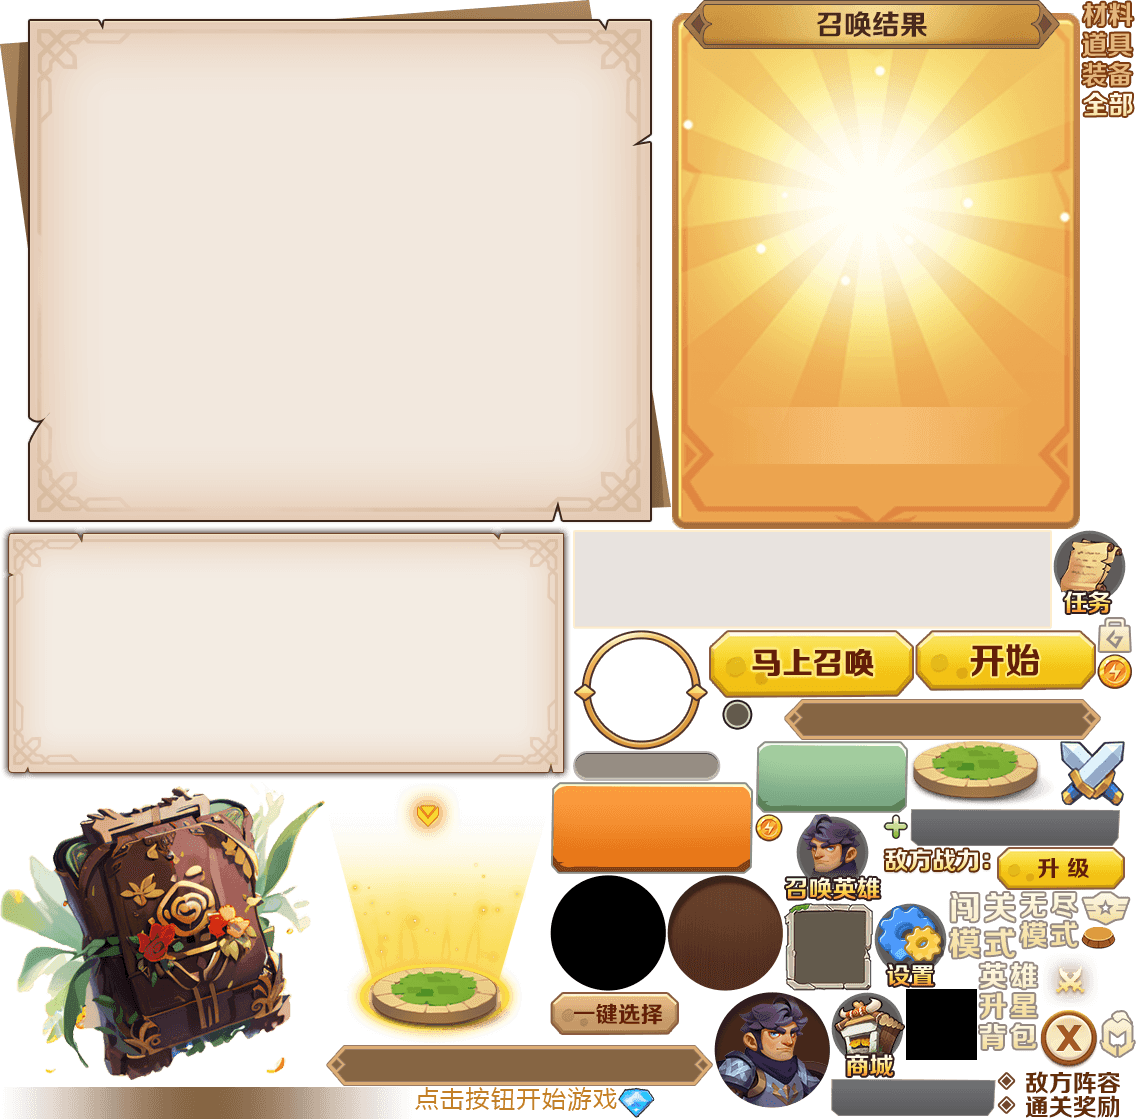 召唤结果
材料
道具
装备
全部
任务
马上召唤
开始
敌方战力：
升级
召唤英雄
闯关
模式
无尽
模式
设置
英雄
升星
背包
一键选择
商城
点击按钮开始游戏
敌方阵容
通关奖励